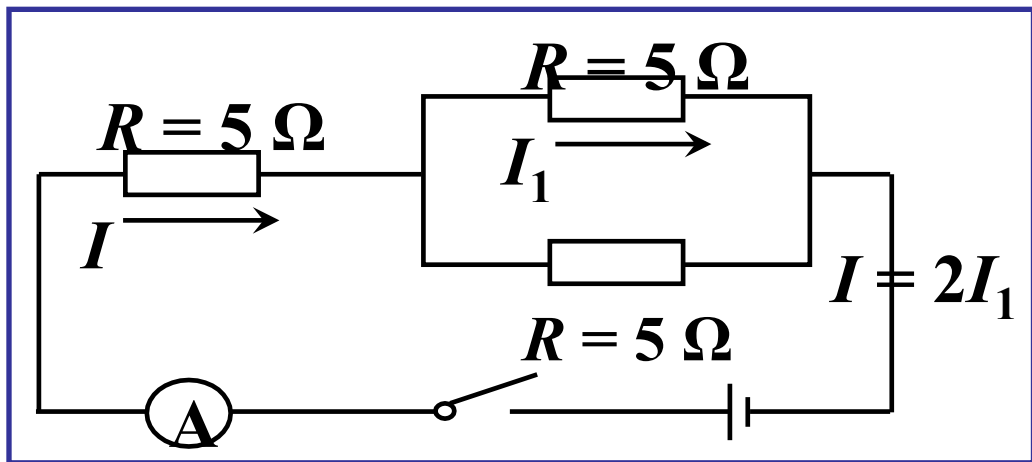 R = 5 Ω
R = 5 Ω
I₁
I
I = 2I₁
R = 5 Ω
A